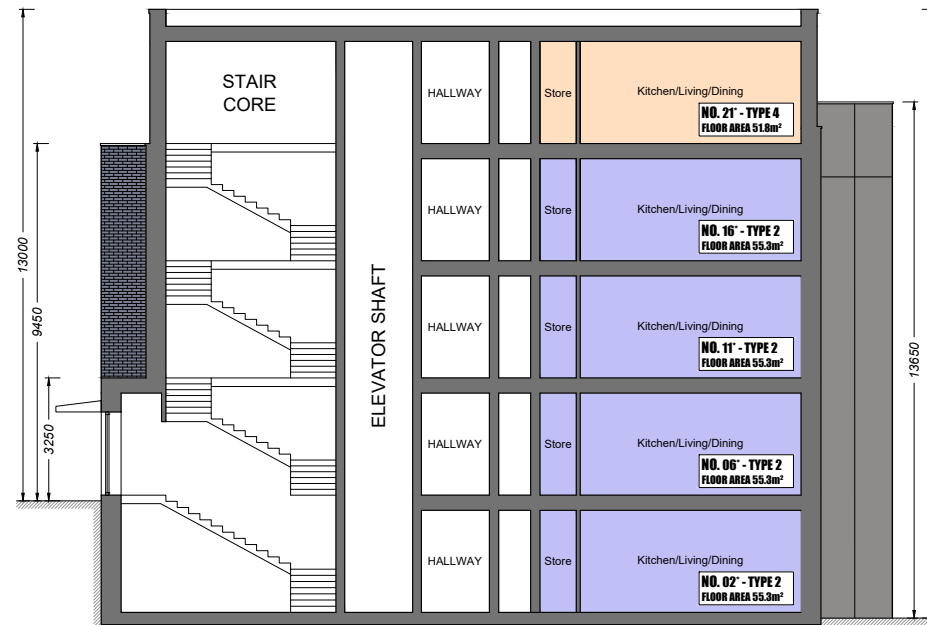 STAIR
CORE
HALLWAY
Store
Kitchen/Living/Dining
NO. 21* - TYPE 4
FLOOR AREA 51.8m²
HALLWAY
Store
Kitchen/Living/Dining
NO. 16* - TYPE 2
FLOOR AREA 55.3m²
HALLWAY
Store
Kitchen/Living/Dining
NO. 11* - TYPE 2
FLOOR AREA 55.3m²
HALLWAY
Store
Kitchen/Living/Dining
NO. 06* - TYPE 2
FLOOR AREA 55.3m²
HALLWAY
Store
Kitchen/Living/Dining
NO. 02* - TYPE 2
FLOOR AREA 55.3m²
ELEVATOR SHAFT
13000
9450
3250
13650